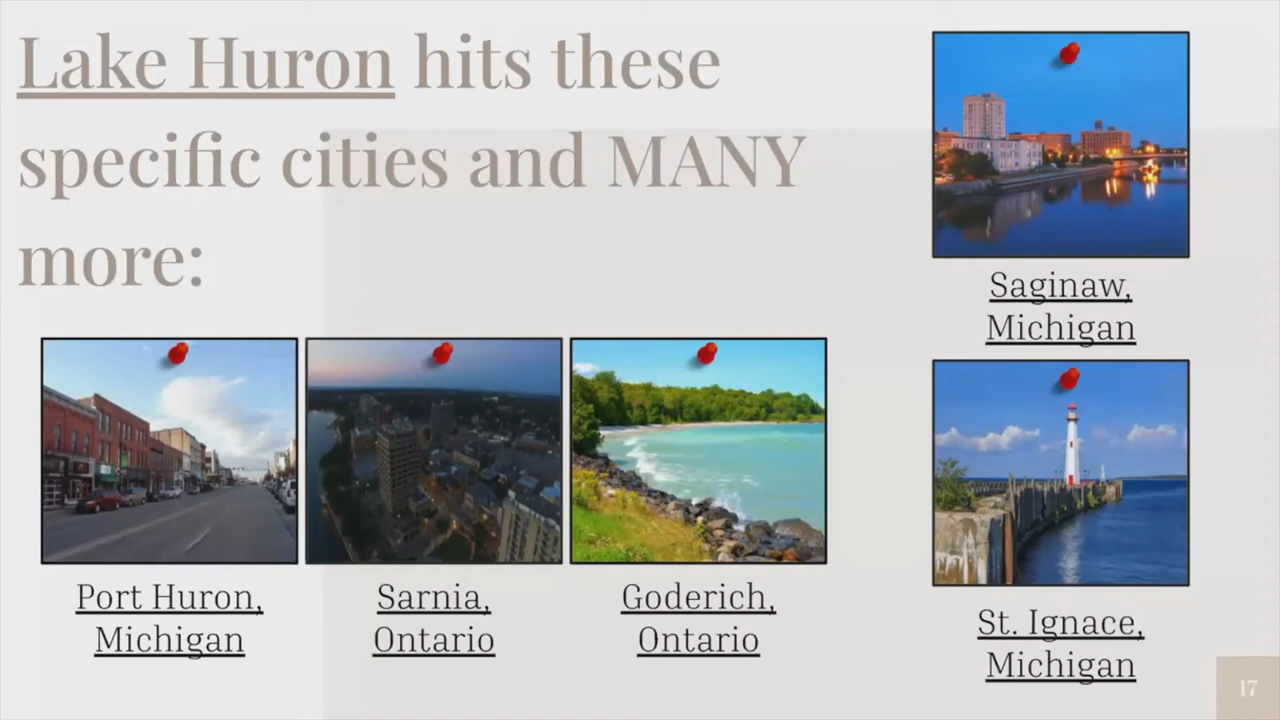 Lake Huron hits these
specific cities and MANY
more:
Saginaw,
Michigan
Port Huron,
Michigan
Sarnia,
Ontario
Goderich,
Ontario
St. Ignace,
Michigan
17